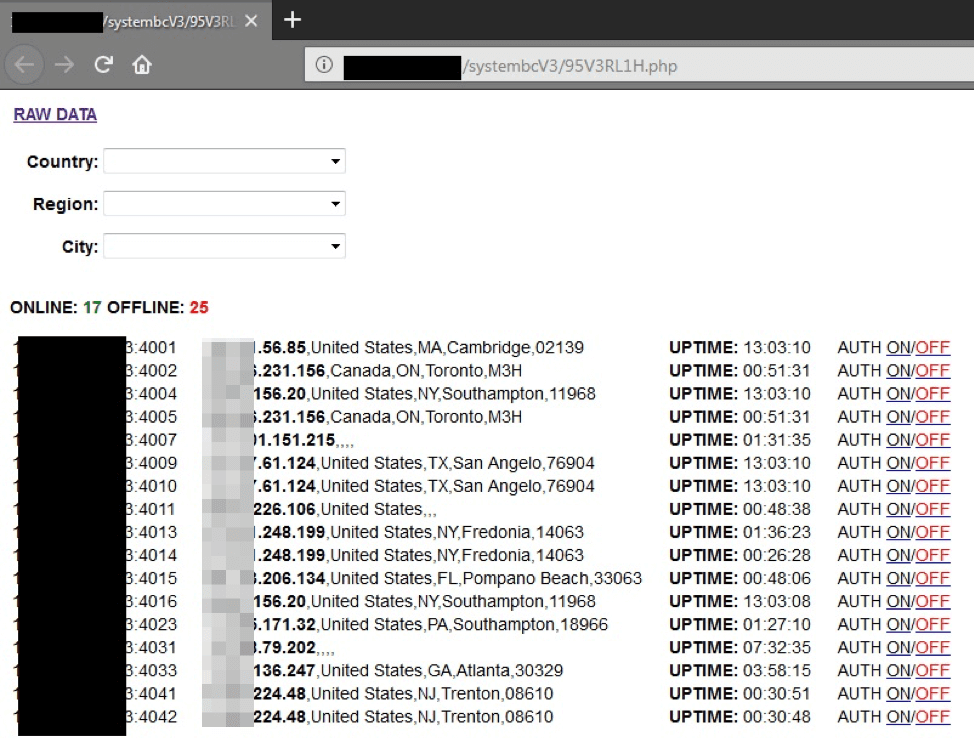 /systembcV3/95V3RL
/systembcV3/95V3RL1H.php
RAW DATA
Country:
Region:
City:
ONLINE: 17 OFFLINE: 25
3:4001 .56.85,United States,MA,Cambridge,02139 UPTIME: 13:03:10 AUTH ON/OFF
3:4002 .231.156,Canada,ON,Toronto,M3H UPTIME: 00:51:31 AUTH ON/OFF
3:4004 156.20,United States,NY,Southampton,11968 UPTIME: 13:03:10 AUTH ON/OFF
3:4005 .231.156,Canada,ON,Toronto,M3H UPTIME: 00:51:31 AUTH ON/OFF
3:4007 1.151.215,,,, UPTIME: 01:31:35 AUTH ON/OFF
3:4009 .61.124,United States,TX,San Angelo,76904 UPTIME: 13:03:10 AUTH ON/OFF
3:4010 .61.124,United States,TX,San Angelo,76904 UPTIME: 13:03:10 AUTH ON/OFF
3:4011 226.106,United States,,, UPTIME: 00:48:38 AUTH ON/OFF
3:4013 .248.199,United States,NY,Fredonia,14063 UPTIME: 01:36:23 AUTH ON/OFF
3:4014 .248.199,United States,NY,Fredonia,14063 UPTIME: 00:26:28 AUTH ON/OFF
3:4015 .206.134,United States,FL,Pompano Beach,33063 UPTIME: 00:48:06 AUTH ON/OFF
3:4016 156.20,United States,NY,Southampton,11968 UPTIME: 13:03:08 AUTH ON/OFF
3:4023 .171.32,United States,PA,Southampton,18966 UPTIME: 01:27:10 AUTH ON/OFF
3:4031 .79.202,,,, UPTIME: 07:32:35 AUTH ON/OFF
3:4033 136.247,United States,GA,Atlanta,30329 UPTIME: 03:58:15 AUTH ON/OFF
3:4041 224.48,United States,NJ,Trenton,08610 UPTIME: 00:30:51 AUTH ON/OFF
3:4042 224.48,United States,NJ,Trenton,08610 UPTIME: 00:30:48 AUTH ON/OFF